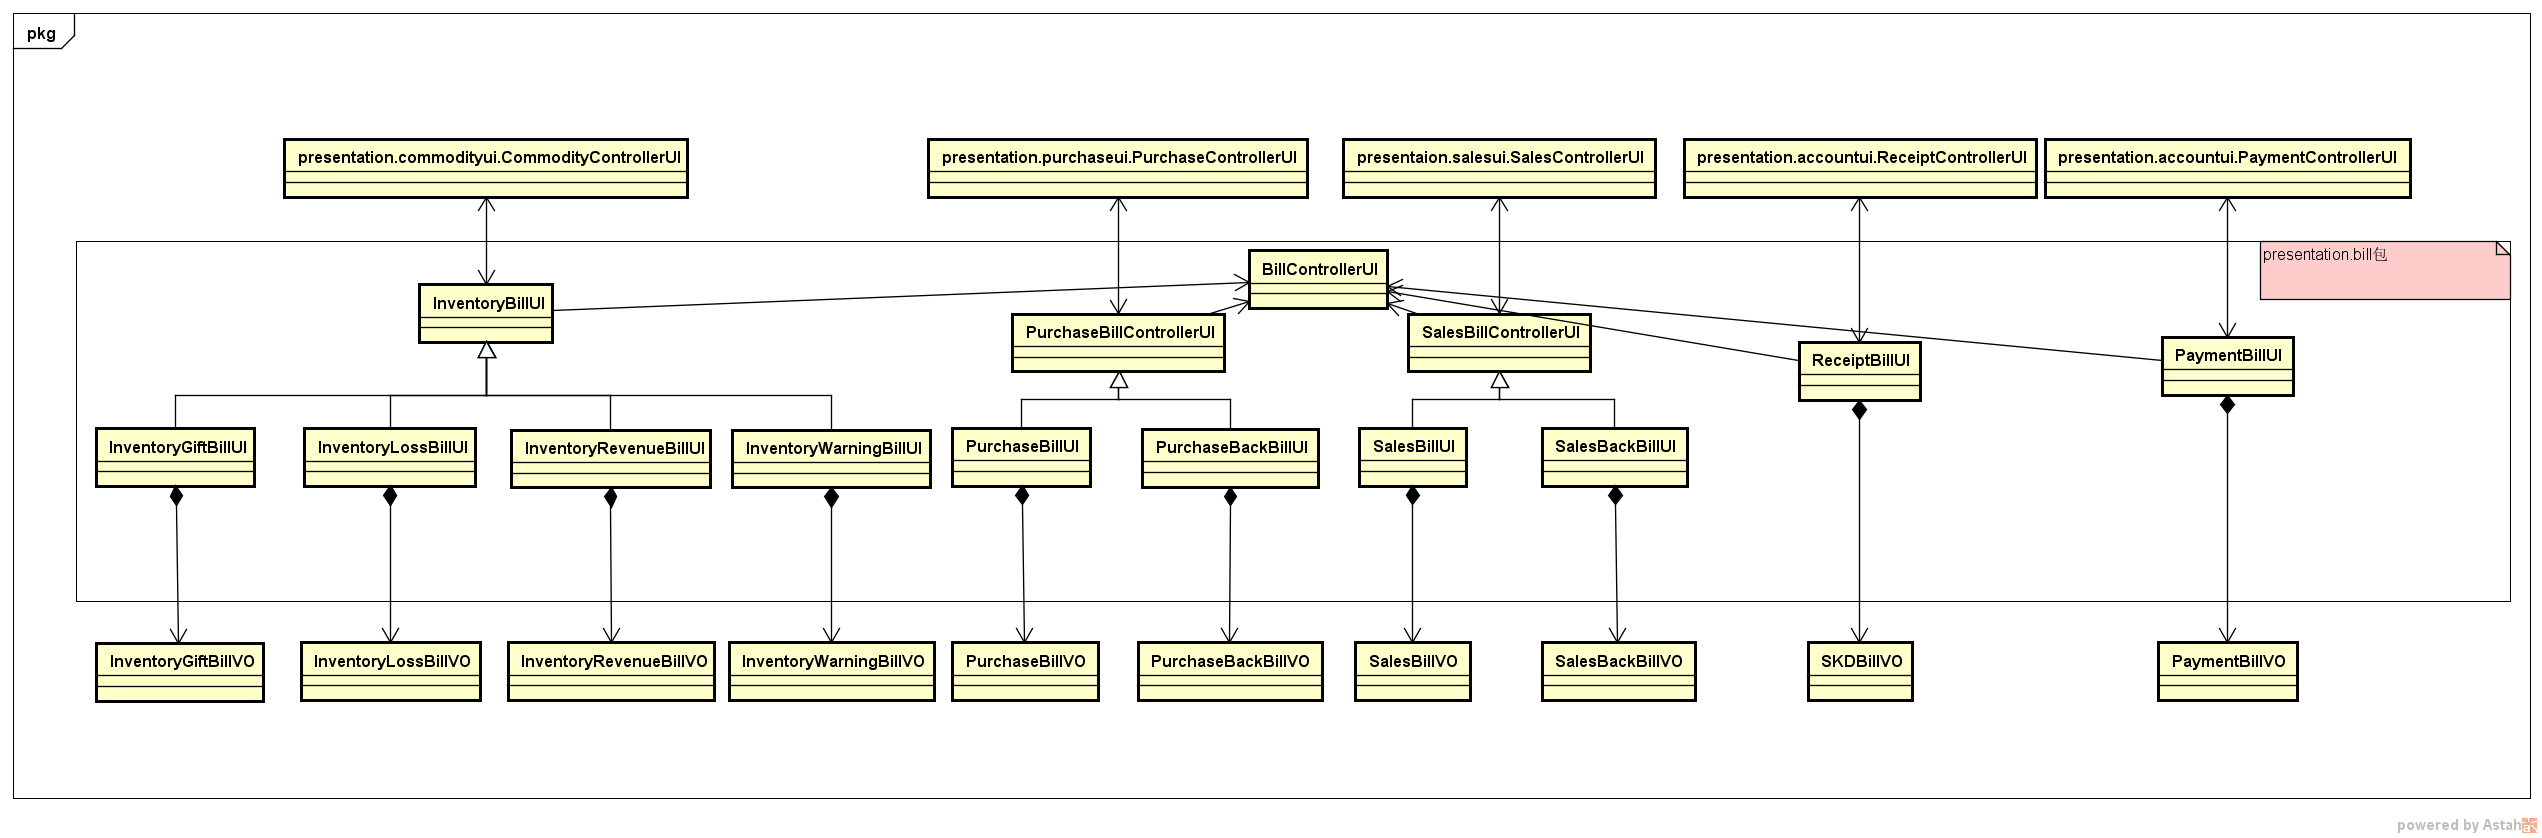 pkg
presentation.commodityui.CommodityControllerUI
presentation.purchaseui.PurchaseControllerUI
presentaion.salesui.SalesControllerUI
presentation.accountui.ReceiptControllerUI
presentation.accountui.PaymentControllerUI
presentation.bill包
BillControllerUI
InventoryBillUI
PurchaseBillControllerUI
SalesBillControllerUI
ReceiptBillUI
PaymentBillUI
InventoryGiftBillUI
InventoryLossBillUI
InventoryRevenueBillUI
InventoryWarningBillUI
PurchaseBillUI
PurchaseBackBillUI
SalesBillUI
SalesBackBillUI
InventoryGiftBillVO
InventoryLossBillVO
InventoryRevenueBillVO
InventoryWarningBillVO
PurchaseBillVO
PurchaseBackBillVO
SalesBillVO
SalesBackBillVO
SKDBillVO
PaymentBillVO
powered by Astah